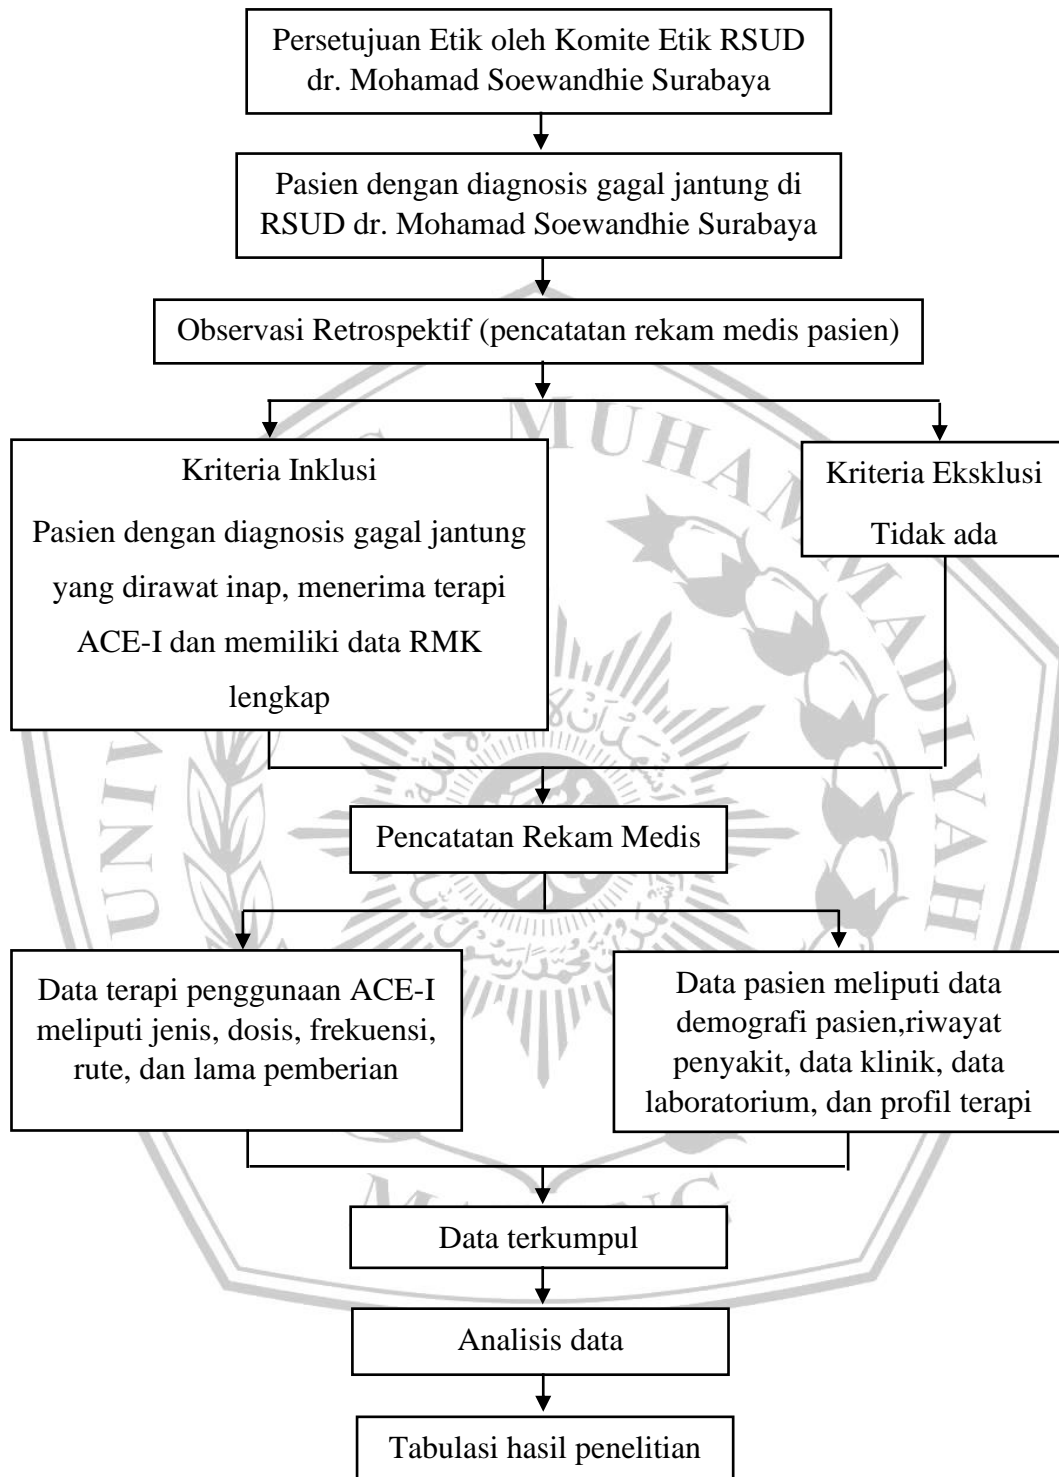 Persetujuan Etik oleh Komite Etik RSUD
dr. Mohamad Soewandhie Surabaya
Pasien dengan diagnosis gagal jantung di
RSUD dr. Mohamad Soewandhie Surabaya
Observasi Retrospektif (pencatatan rekam medis pasien)
Kriteria Inklusi
Pasien dengan diagnosis gagal jantung
yang dirawat inap, menerima terapi
ACE-I dan memiliki data RMK
lengkap
Kriteria Eksklusi
Tidak ada
Pencatatan Rekam Medis
Data terapi penggunaan ACE-I
meliputi jenis, dosis, frekuensi,
rute, dan lama pemberian
Data pasien meliputi data
demografi pasien,riwayat
penyakit, data klinik, data
laboratorium, dan profil terapi
Data terkumpul
Analisis data
Tabulasi hasil penelitian
MUHAMMADIYAH